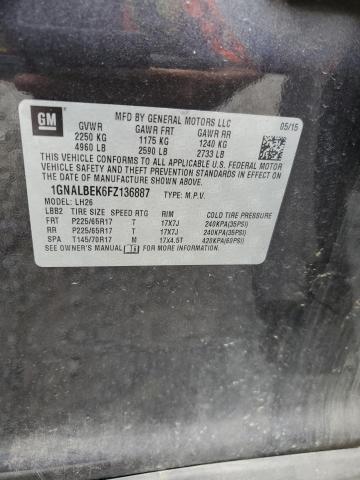 GM
MFD BY GENERAL MOTORS LLC
05/15
GVWR GAWR FRT GAWR RR
2250 KG 1175 KG 1240 KG
4960 LB 2590 LB 2733 LB
THIS VEHICLE CONFORMS TO ALL APPLICABLE U.S. FEDERAL MOTOR
VEHICLE SAFETY, BUMPER, AND THEFT PREVENTION STANDARDS
IN EFFECT ON THE DATE OF MANUFACTURE SHOWN ABOVE.
1GNALBEK6FZ136887 TYPE: M.P.V.
MODEL: LH26
LBB2 TIRE SIZE SPEED RTG RIM COLD TIRE PRESSURE
FRT P225/65R17 T 17X7J 240KPA(35PSI)
RR P225/65R17 T 17X7J 240KPA(35PSI)
SPA T145/70R17 M 17X4.5T 420KPA(60PSI)
SEE OWNER'S MANUAL FOR ADDITIONAL INFORMATION.